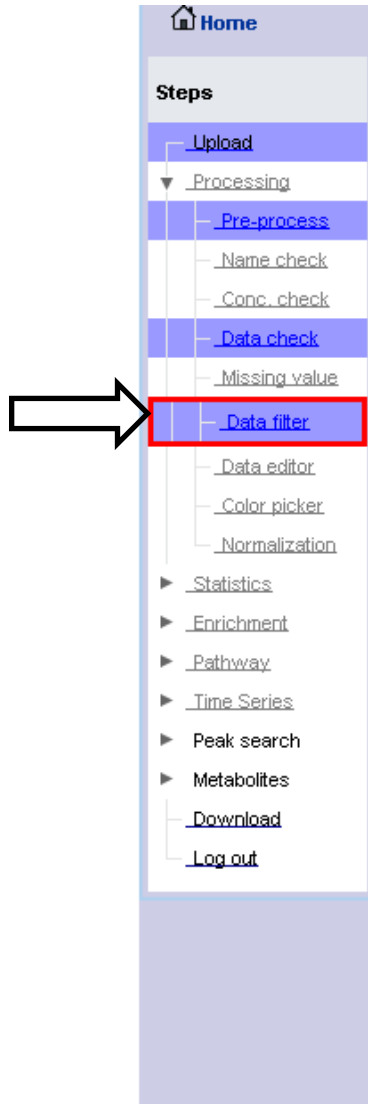 Home
Steps
Upload
Processing
Pre-process
Name check
Conc. check
Data check
Missing value
Data filter
Data editor
Color picker
Normalization
Statistics
Enrichment
Pathway
Time Series
Peak search
Metabolites
Download
Log out